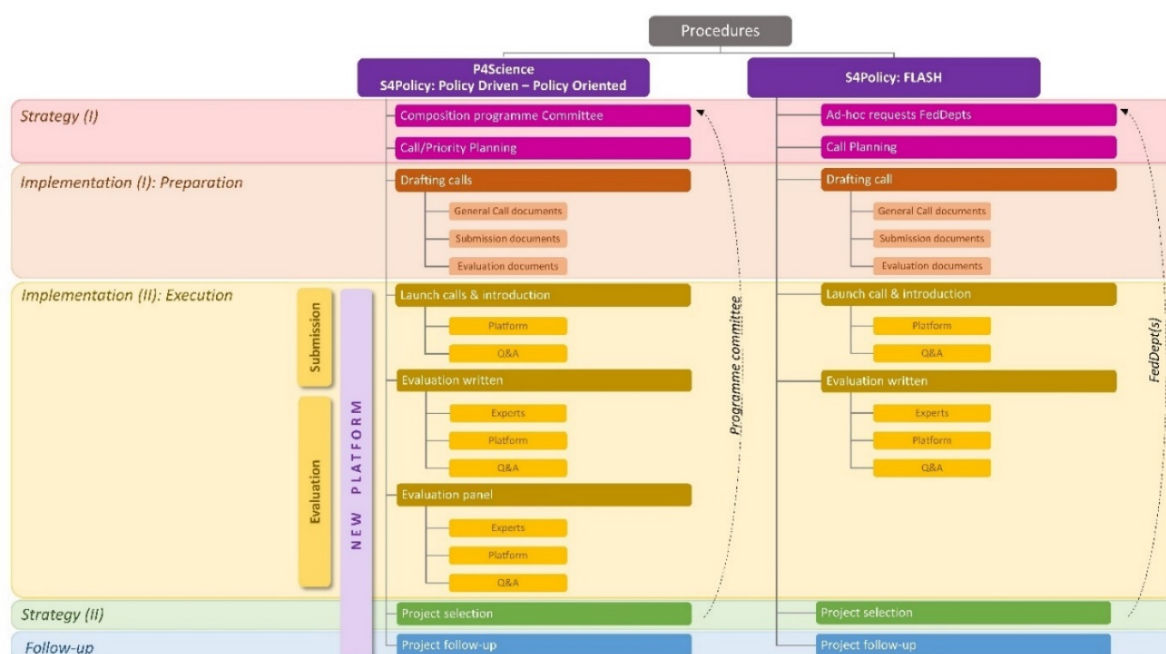 Procedures
P4Science
S4Policy: Policy Driven – Policy Oriented
S4Policy: FLASH
Strategy (I)
Composition programme Committee
Ad-hoc requests FedDepts
Call/Priority Planning
Call Planning
Implementation (I): Preparation
Drafting calls
Drafting call
General Call documents
General Call documents
Submission documents
Submission documents
Evaluation documents
Evaluation documents
Implementation (II): Execution
Submission
Evaluation
NEW PLATFORM
Launch calls & introduction
Launch call & introduction
Platform
Platform
Q&A
Q&A
Evaluation written
Evaluation written
Experts
Experts
Platform
Platform
Q&A
Q&A
Evaluation panel
Experts
Platform
Q&A
Programme committee
FedDept(s)
Strategy (II)
Project selection
Project selection
Follow-up
Project follow-up
Project follow-up